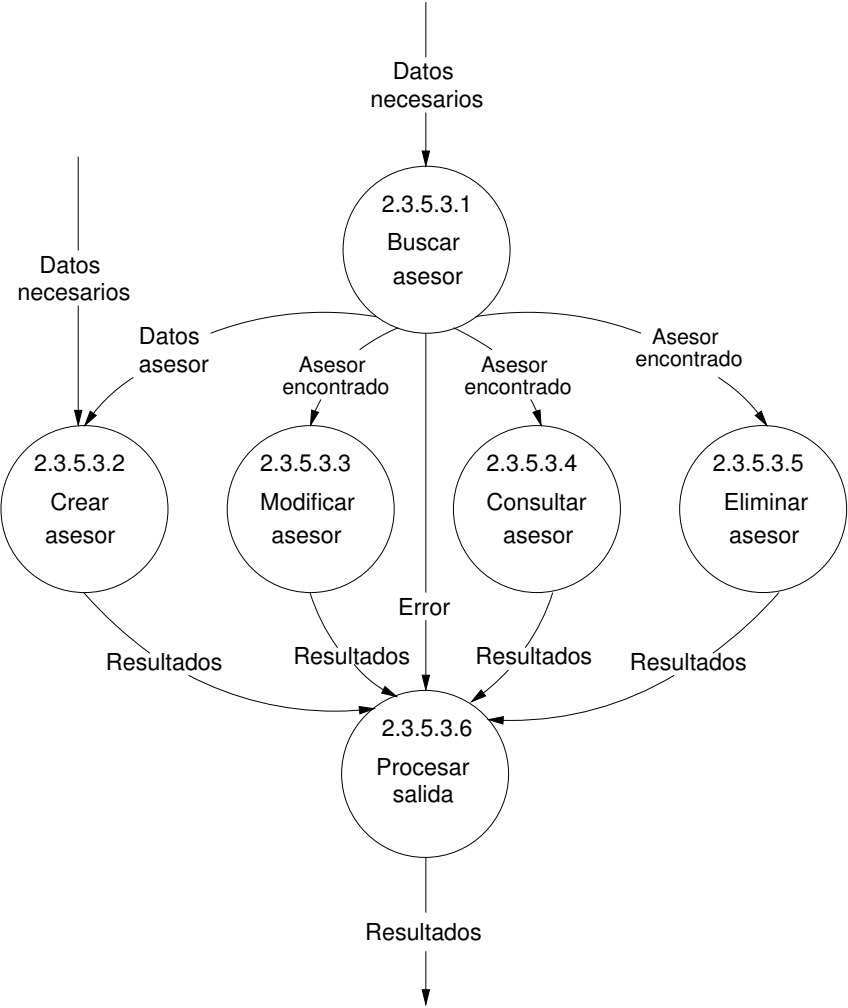 Datos
necesarios
2.3.5.3.1
Buscar
asesor
Datos
necesarios
Datos
asesor
Asesor
encontrado
Asesor
encontrado
Asesor
encontrado
2.3.5.3.2
Crear
asesor
2.3.5.3.3
Modificar
asesor
2.3.5.3.4
Consultar
asesor
2.3.5.3.5
Eliminar
asesor
Error
Resultados
Resultados
Resultados
Resultados
2.3.5.3.6
Procesar
salida
Resultados